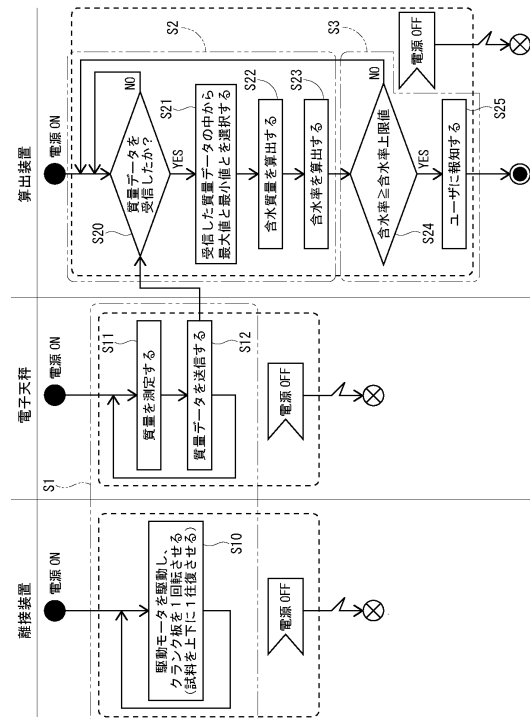 離接装置
電源 ON
駆動モータを駆動し、
クランク板を1回転させる
(試料を上下に1往復させる)
S10
電源 OFF
S1
電子天秤
電源 ON
質量を測定する
S11
質量データを送信する
S12
電源 OFF
算出装置
電源 ON
S2
質量データを
受信したか?
S20
NO
YES
受信した質量データの中から
最大値と最小値とを選択する
S21
含水質量を算出する
S22
含水率を算出する
S23
S3
含水率≧含水率上限値
S24
NO
YES
ユーザに報知する
S25
電源 OFF